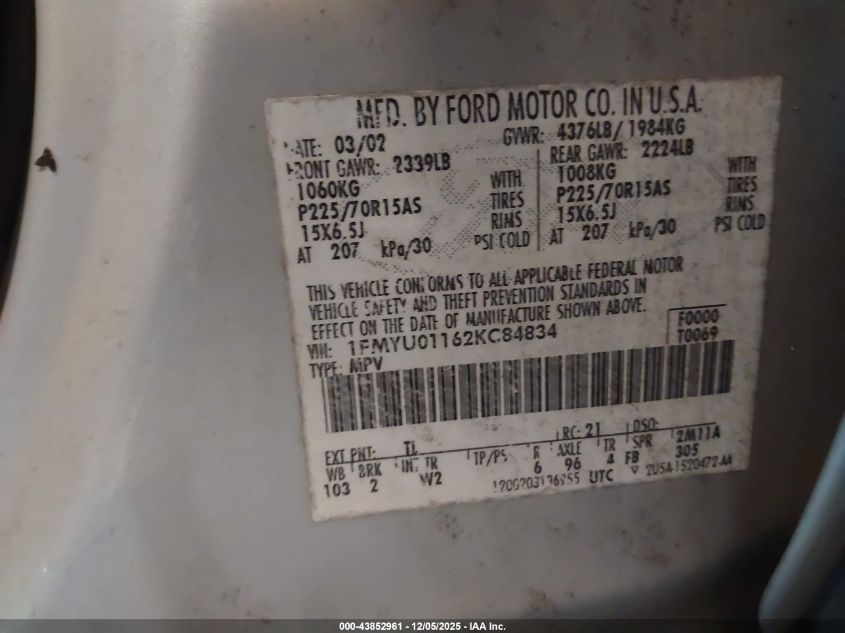 MFD. BY FORD MOTOR CO. IN U.S.A.
DATE: 03/02 GVWR: 4376LB/ 1984KG
FRONT GAWR: 2339LB REAR GAWR: 2224LB
1060KG WITH 1008KG WITH
P225/70R15AS TIRES P225/70R15AS TIRES
15X6.5J RIMS 15X6.5J RIMS
AT 207 kPa/30 PSI COLD AT 207 kPa/30 PSI COLD
THIS VEHICLE CONFORMS TO ALL APPLICABLE FEDERAL MOTOR
VEHICLE SAFETY AND THEFT PREVENTION STANDARDS IN
EFFECT ON THE DATE OF MANUFACTURE SHOWN ABOVE.
VIN: 1FMYU01162KC84834 F0000
TYPE: MPV T0069
EXT PNT: TL RC: 21 DSO:
WB BRK INT TR TP/PS R AXLE TR SPR 2M11A
103 2 W2 6 96 4 FB 305
UTC
000-43852961 - 12/05/2025 - IAA Inc.